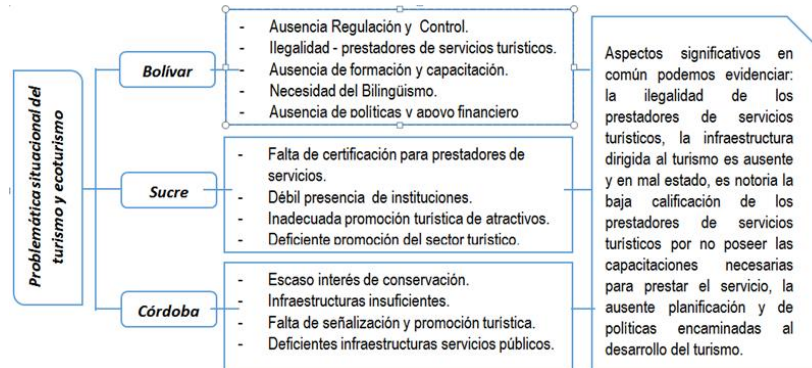 Problemática situacional del
turismo y ecoturismo
Bolívar
- Ausencia Regulación y Control.
- Ilegalidad - prestadores de servicios turísticos.
- Ausencia de formación y capacitación.
- Necesidad del Bilingüismo.
- Ausencia de políticas y apoyo financiero
Sucre
- Falta de certificación para prestadores de
servicios.
- Débil presencia de instituciones.
- Inadecuada promoción turística de atractivos.
- Deficiente promoción del sector turístico.
Córdoba
- Escaso interés de conservación.
- Infraestructuras insuficientes.
- Falta de señalización y promoción turística.
- Deficientes infraestructuras servicios públicos.
Aspectos significativos en
común podemos evidenciar:
la ilegalidad de los
prestadores de servicios
turísticos, la infraestructura
dirigida al turismo es ausente
y en mal estado, es notoria la
baja calificación de los
prestadores de servicios
turísticos por no poseer las
capacitaciones necesarias
para prestar el servicio, la
ausente planificación y de
políticas encaminadas al
desarrollo del turismo.